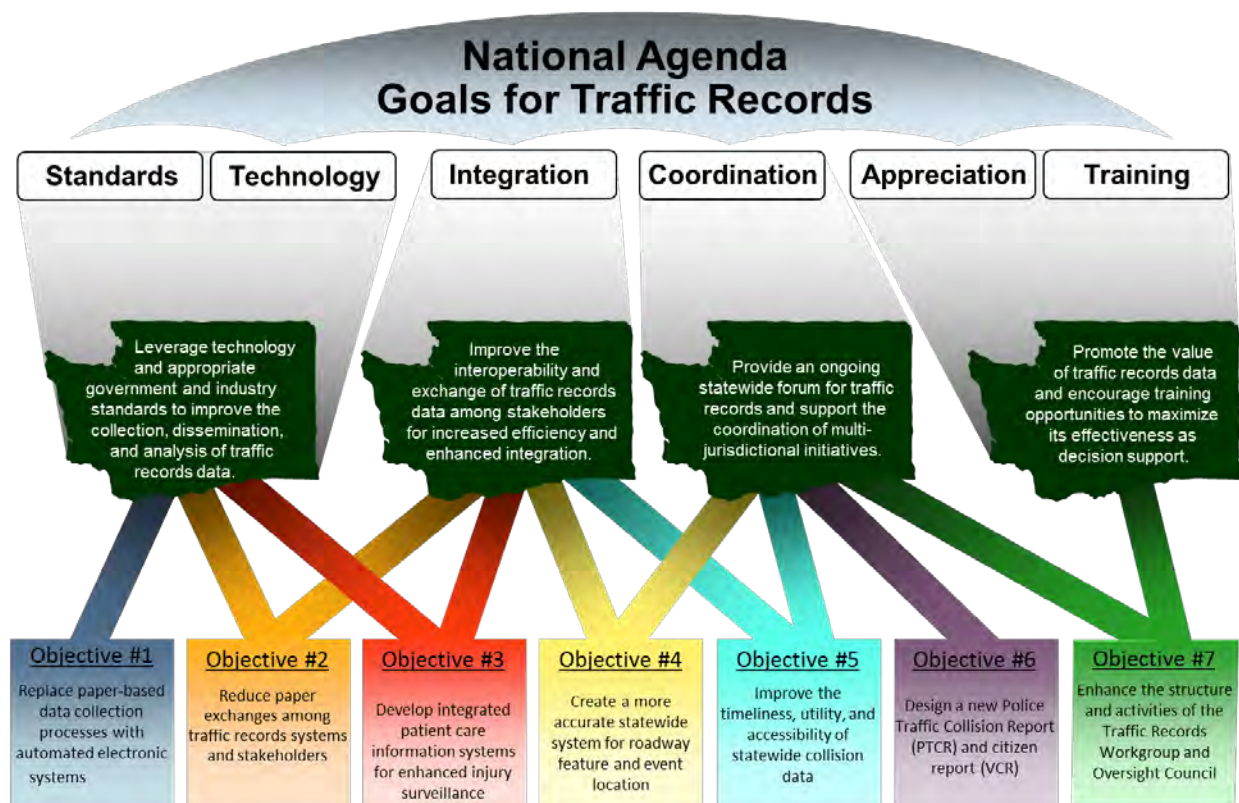 National Agenda
Goals for Traffic Records
Standards
Technology
Integration
Coordination
Appreciation
Training
Leverage technology
and appropriate
government and industry
standards to improve the
collection, dissemination,
and analysis of traffic
records data.
Improve the
interoperability and
exchange of traffic records
data among stakeholders
for increased efficiency and
enhanced integration.
Provide an ongoing
statewide forum for traffic
records and support the
coordination of multi-
jurisdictional initiatives.
Promote the value
of traffic records data
and encourage training
opportunities to maximize
its effectiveness as
decision support.
Objective #1
Replace paper-based
data collection
processes with
automated electronic
systems
Objective #2
Reduce paper
exchanges among
traffic records systems
and stakeholders
Objective #3
Develop integrated
patient care
information systems
for enhanced injury
surveillance
Objective #4
Create a more
accurate statewide
system for roadway
feature and event
location
Objective #5
Improve the
timeliness, utility, and
accessibility of
statewide collision
data
Objective #6
Design a new Police
Traffic Collision Report
(PTCR) and citizen
report (VCR)
Objective #7
Enhance the structure
and activities of the
Traffic Records
Workgroup and
Oversight Council